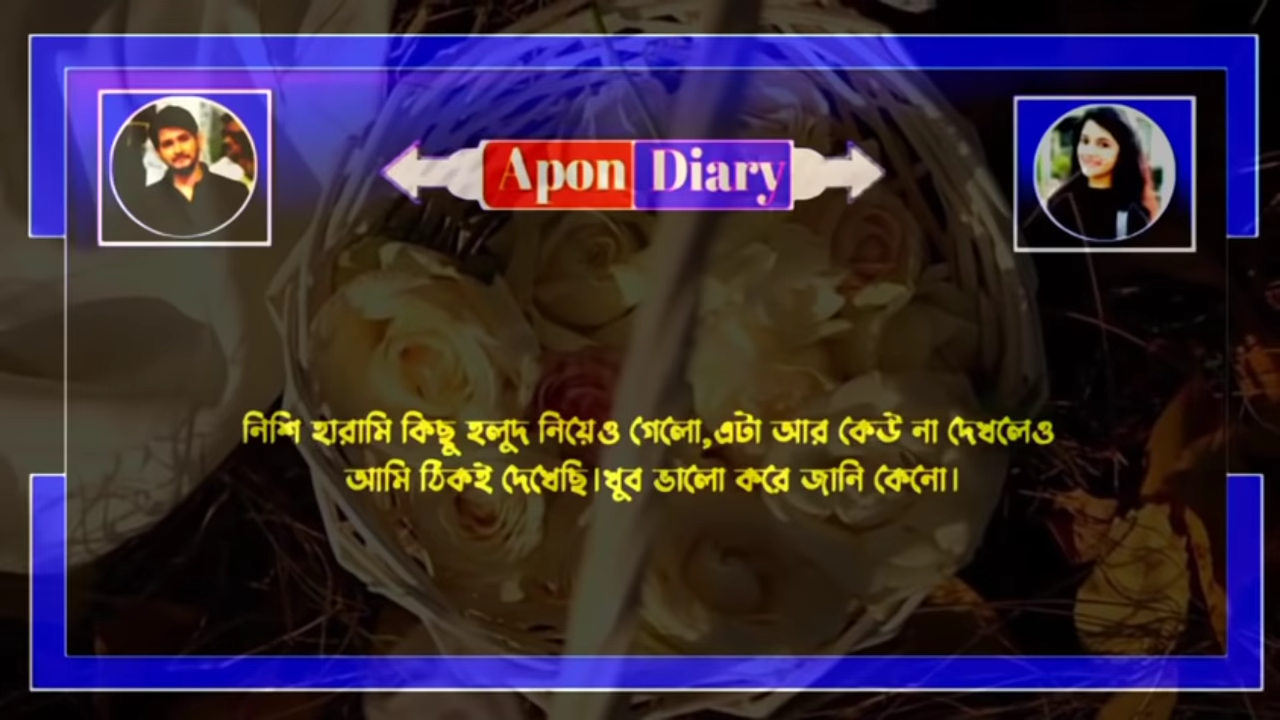 Apon Diary
নিশি হারামি কিছু হলুদ নিয়েও গেলো,এটা আর কেউ না দেখলেও
আমি ঠিকই দেখেছি।খুব ভালো করে জানি কেনো।